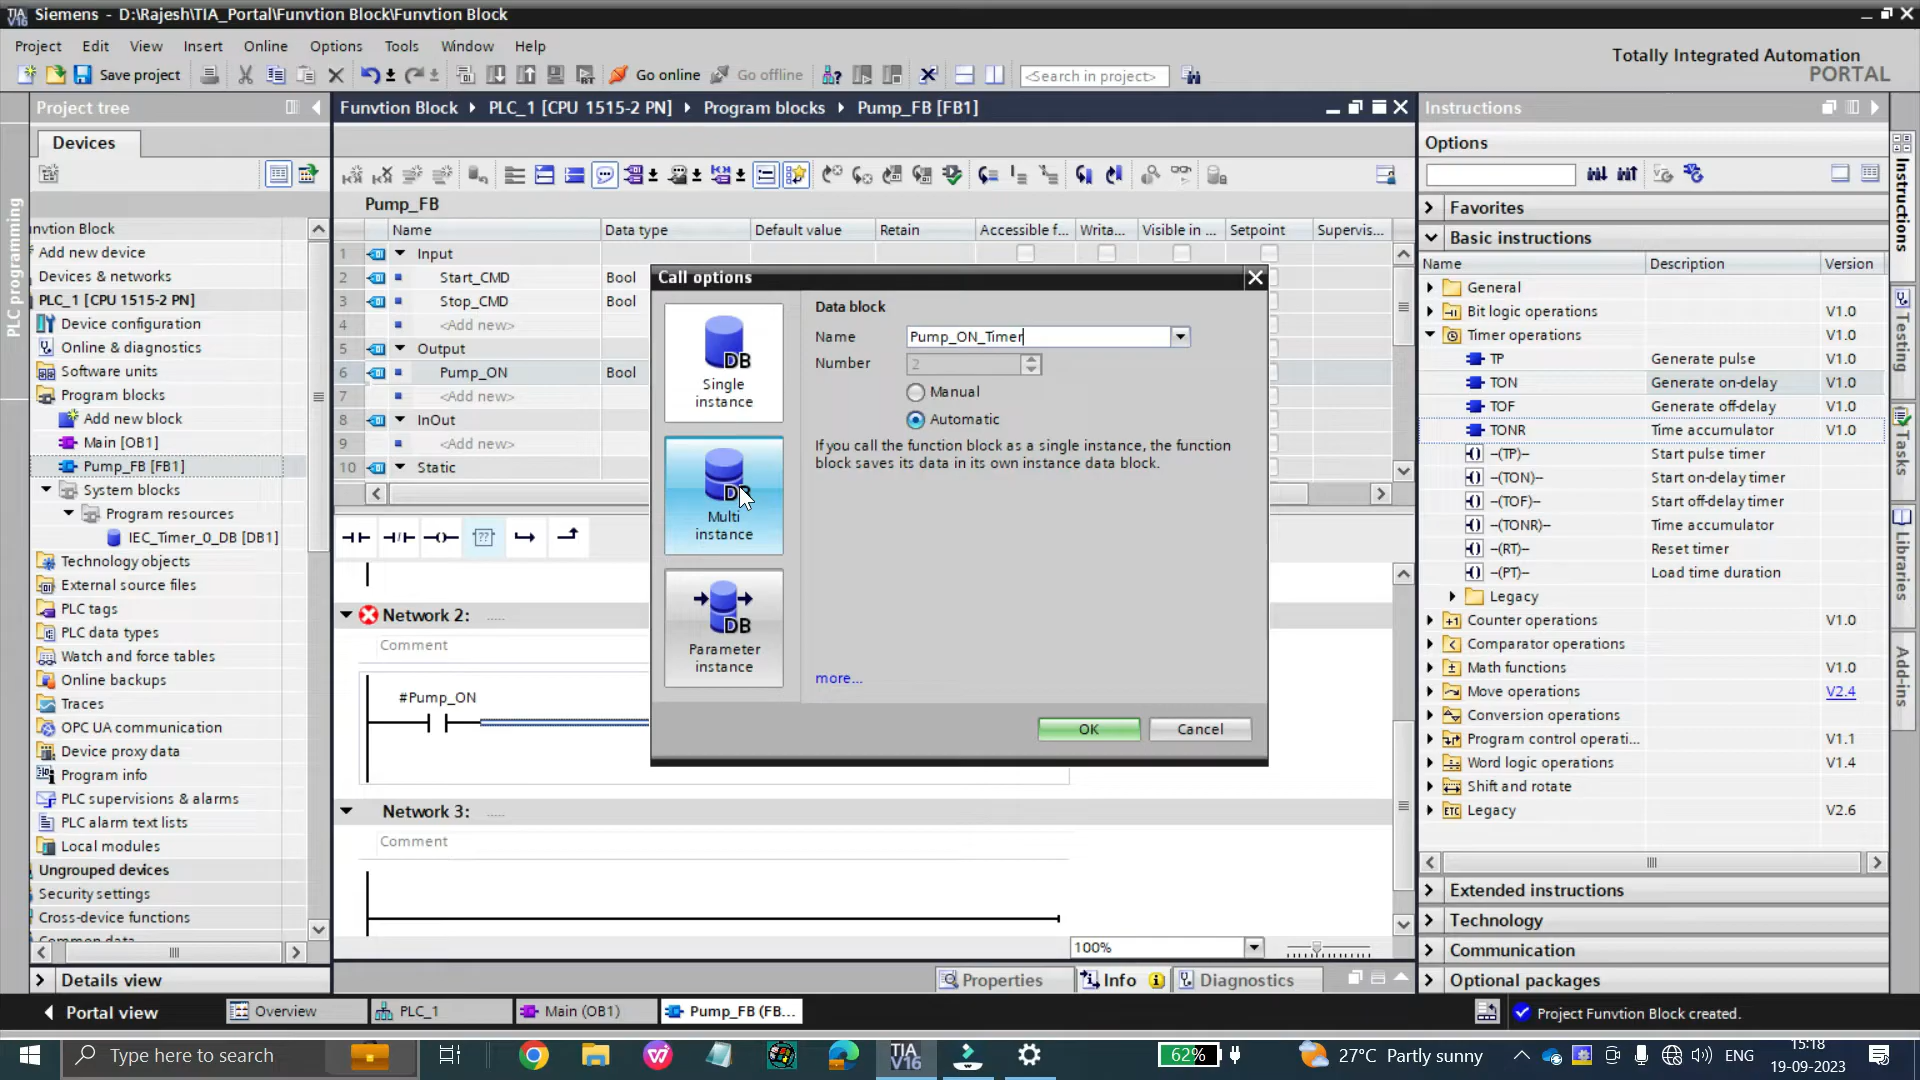 Siemens - D:\Rajesh\TIA_Portal\Funvtion Block\Funvtion Block
Project Edit View Insert Online Options Tools Window Help
Totally Integrated Automation
PORTAL
Save project
Go online
Go offline
<Search in project>
Project tree
Funvtion Block PLC_1 [CPU 1515-2 PN] Program blocks Pump_FB [FB1]
Instructions
Devices
Options
PLC programming
Pump_FB
Name Data type Default value Retain Accessible f... Writa... Visible in ... Setpoint Supervis...
1 Input
2 Start_CMD Bool
3 Stop_CMD Bool
4 <Add new>
5 Output
6 Pump_ON Bool
7 <Add new>
8 InOut
9 <Add new>
10 Static
nvtion Block
Add new device
Devices & networks
PLC_1 [CPU 1515-2 PN]
Device configuration
Online & diagnostics
Software units
Program blocks
Add new block
Main [OB1]
Pump_FB [FB1]
System blocks
Program resources
IEC_Timer_0_DB [DB1]
Technology objects
External source files
PLC tags
PLC data types
Watch and force tables
Online backups
Traces
OPC UA communication
Device proxy data
Program info
PLC supervisions & alarms
PLC alarm text lists
Local modules
Ungrouped devices
Security settings
Cross-device functions
Common data
Details view
Call options
DB
Single
instance
DB
Multi
instance
DB
Parameter
instance
Data block
Name Pump_ON_Timer
Number 2
Manual
Automatic
If you call the function block as a single instance, the function
block saves its data in its own instance data block.
more...
OK Cancel
??
Network 2: .....
Comment
#Pump_ON
Network 3: .....
Comment
100%
Properties Info Diagnostics
Favorites
Basic instructions
Name Description Version
General
Bit logic operations V1.0
Timer operations V1.0
TP Generate pulse V1.0
TON Generate on-delay V1.0
TOF Generate off-delay V1.0
TONR Time accumulator V1.0
-(TP)- Start pulse timer
-(TON)- Start on-delay timer
-(TOF)- Start off-delay timer
-(TONR)- Time accumulator
-(RT)- Reset timer
-(PT)- Load time duration
Legacy
Counter operations V1.0
Comparator operations
Math functions V1.0
Move operations V2.4
Conversion operations
Program control operati... V1.1
Word logic operations V1.4
Shift and rotate
Legacy V2.6
Extended instructions
Technology
Communication
Optional packages
Instructions
Testing
Tasks
Libraries
Add-ins
Portal view Overview PLC_1 Main (OB1) Pump_FB (FB...
Project Funvtion Block created.
Type here to search
TIA
V16
62%
27°C Partly sunny
ENG
15:18
19-09-2023